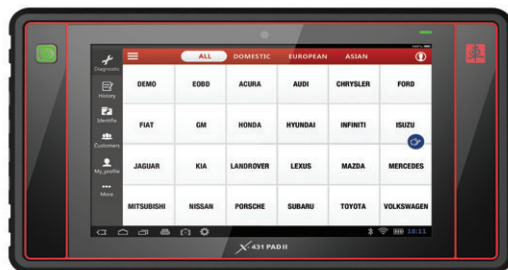 ALL DOMESTIC EUROPEAN ASIAN
Diagnostic
DEMO EOBD ACURA AUDI CHRYSLER FORD
History
Identifix
FIAT GM HONDA HYUNDAI INFINITI ISUZU
Customers
My_profile
JAGUAR KIA LANDROVER LEXUS MAZDA MERCEDES
More
MITSUBISHI NISSAN PORSCHE SUBARU TOYOTA VOLKSWAGEN
18:11
X-431 PAD II